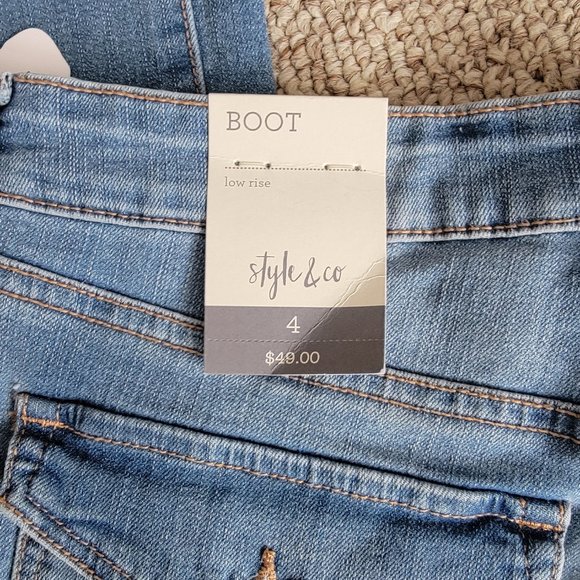 BOOT
low rise
style & co
4
$49.00